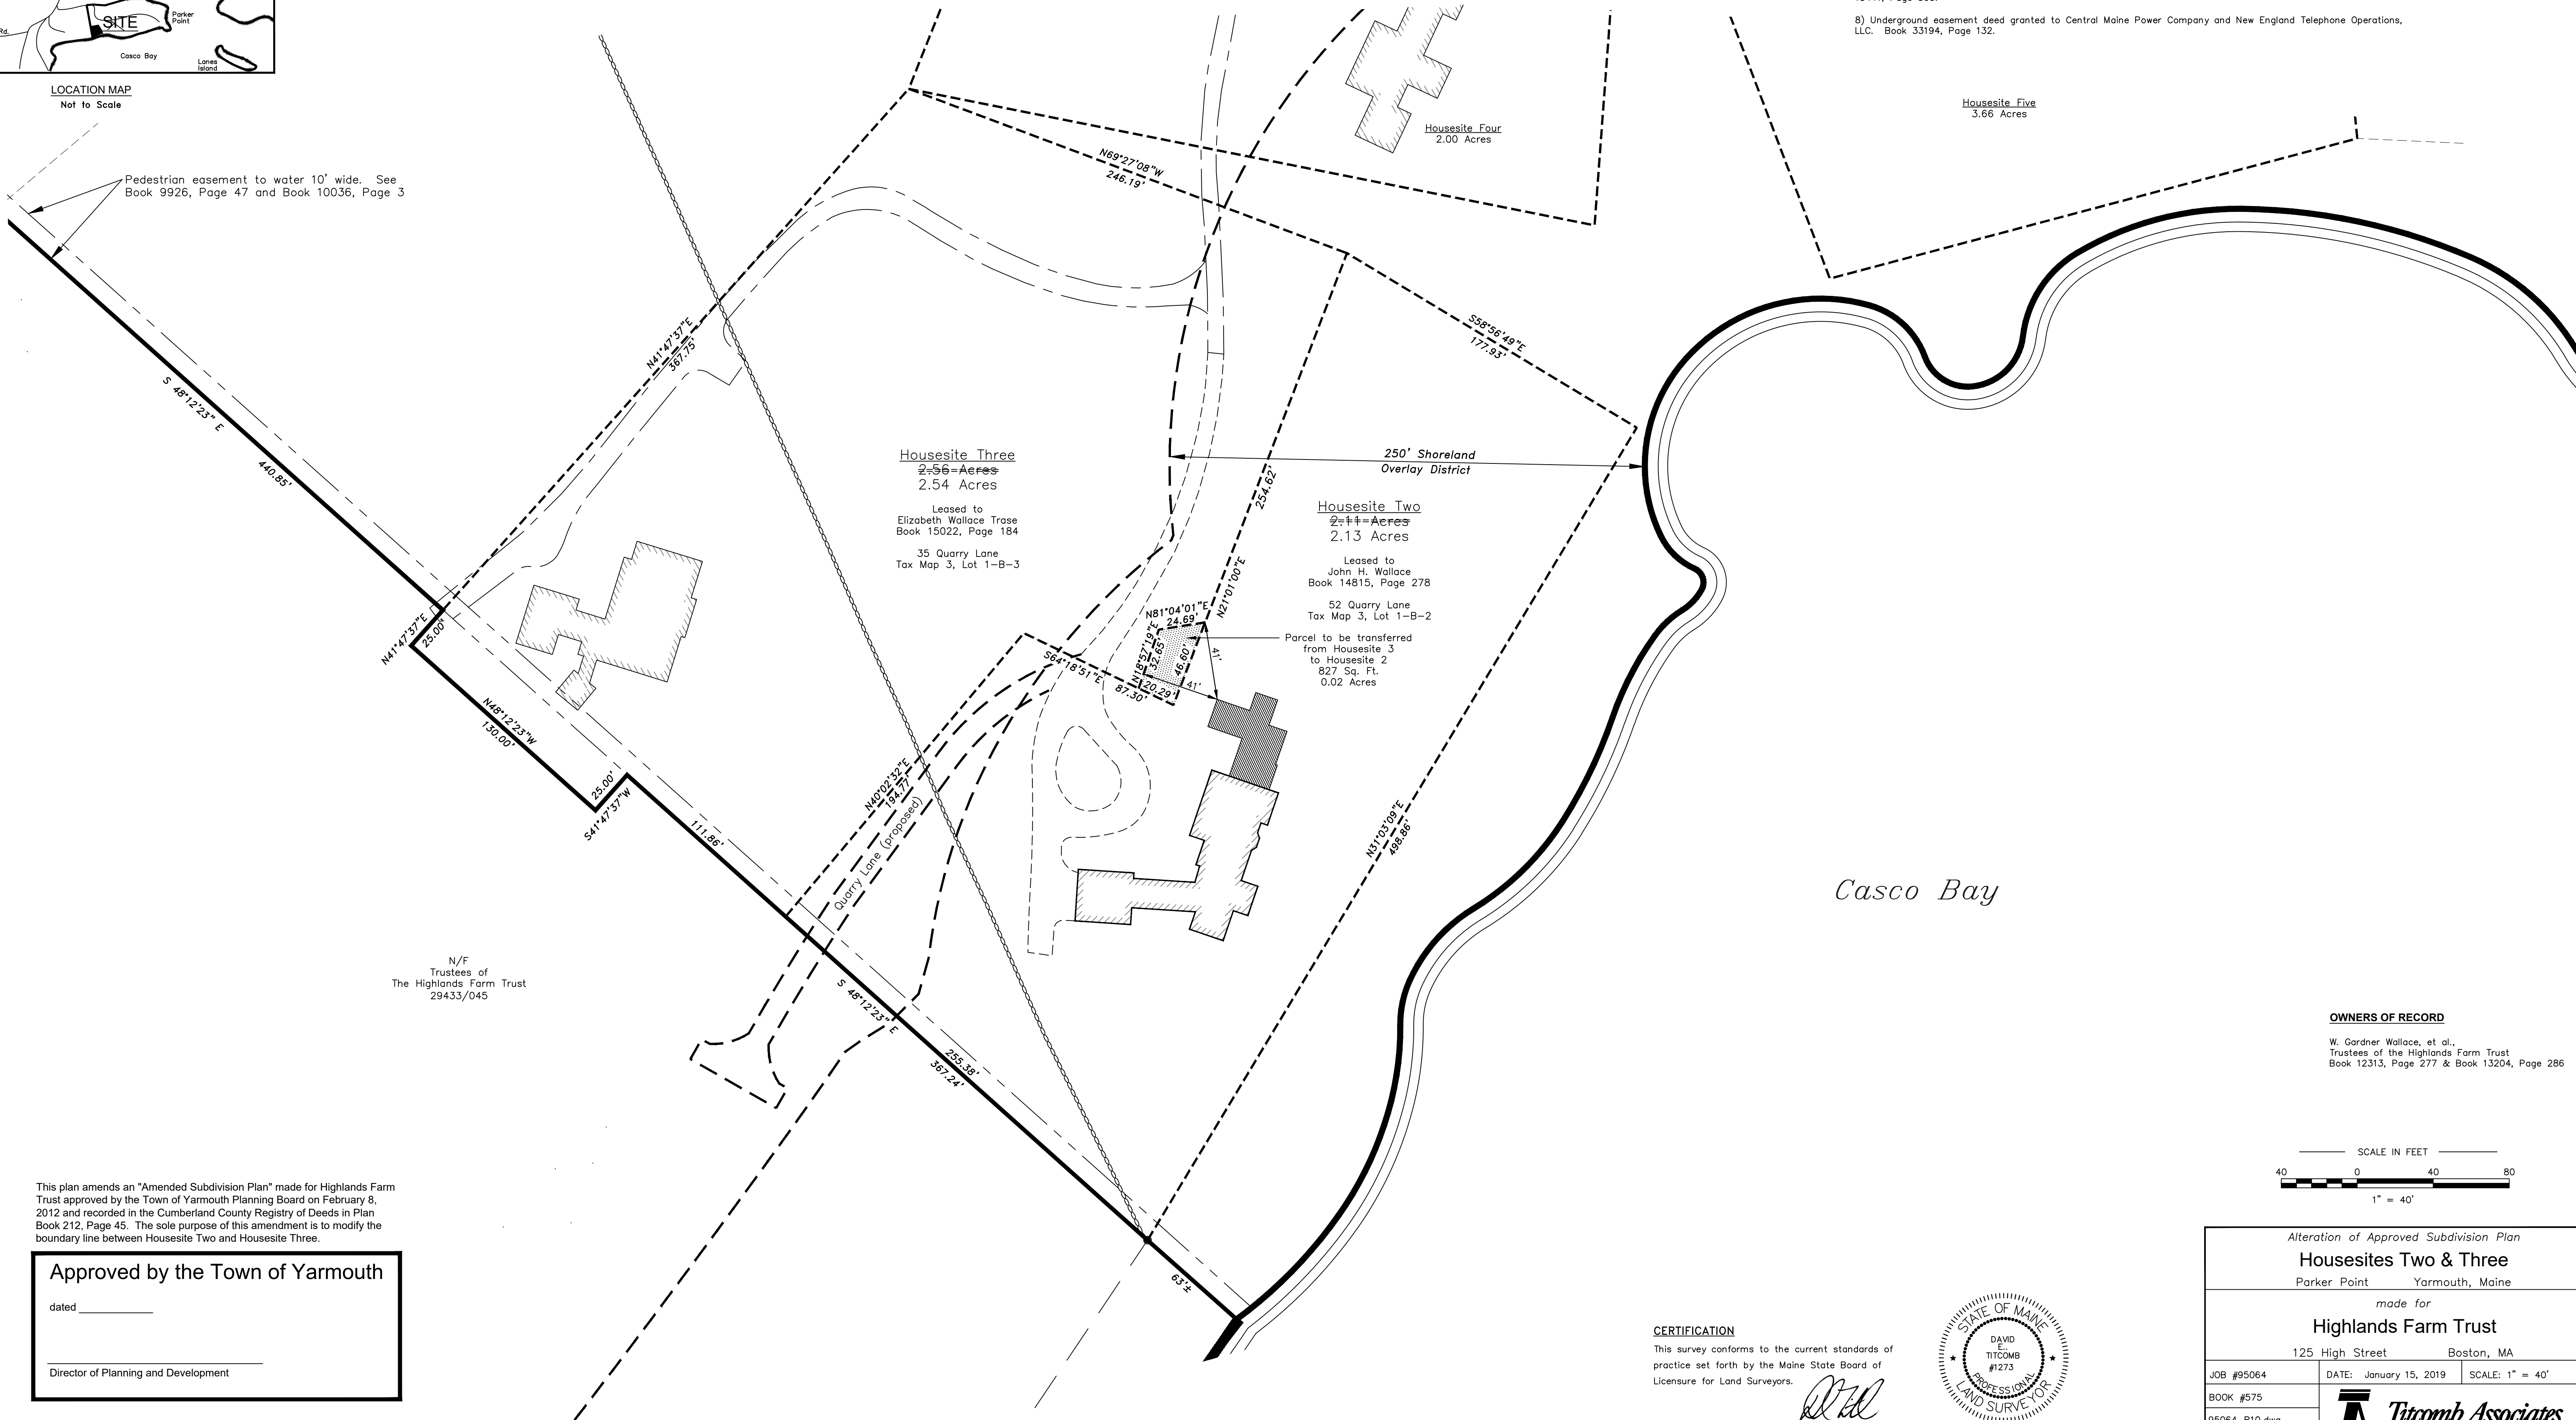 SITE
Parker
Point
Rd.
Casco Bay
Lanes
Island
LOCATION MAP
Not to Scale
8) Underground easement deed granted to Central Maine Power Company and New England Telephone Operations,
LLC. Book 33194, Page 132.
Pedestrian easement to water 10' wide. See
Book 9926, Page 47 and Book 10036, Page 3
Housesite Five
3.66 Acres
Housesite Four
2.00 Acres
N69°27'08"W
246.19'
S58°56'49"E
177.93'
N41°47'37"E
367.75'
S 48°12'23" E
440.85'
Housesite Three
2.56 Acres
2.54 Acres
Leased to
Elizabeth Wallace Trase
Book 15022, Page 184
35 Quarry Lane
Tax Map 3, Lot 1-B-3
250' Shoreland
Overlay District
254.62'
N21°01'00"E
Housesite Two
2.11 Acres
2.13 Acres
Leased to
John H. Wallace
Book 14815, Page 278
52 Quarry Lane
Tax Map 3, Lot 1-B-2
Parcel to be transferred
from Housesite 3
to Housesite 2
827 Sq. Ft.
0.02 Acres
N81°04'01"E
24.69'
N18°57'19"E
32.65'
46.60'
20.29'
41'
41'
S64°18'51"E
87.30'
N41°47'37"E
25.00'
N48°12'23"W
130.00'
25.00'
S41°47'37"W
111.86'
N40°02'32"E
194.77'
Quarry Lane (proposed)
N31°03'09"E
498.86'
Casco Bay
N/F
Trustees of
The Highlands Farm Trust
29433/045
S 48°12'23" E
255.38'
367.24'
63'±
OWNERS OF RECORD
W. Gardner Wallace, et al.,
Trustees of the Highlands Farm Trust
Book 12313, Page 277 & Book 13204, Page 286
SCALE IN FEET
40 0 40 80
1" = 40'
This plan amends an "Amended Subdivision Plan" made for Highlands Farm
Trust approved by the Town of Yarmouth Planning Board on February 8,
2012 and recorded in the Cumberland County Registry of Deeds in Plan
Book 212, Page 45. The sole purpose of this amendment is to modify the
boundary line between Housesite Two and Housesite Three.
Approved by the Town of Yarmouth
dated
Director of Planning and Development
CERTIFICATION
This survey conforms to the current standards of
practice set forth by the Maine State Board of
Licensure for Land Surveyors.
STATE OF MAINE
DAVID
E..
TITCOMB
#1273
PROFESSIONAL
LAND SURVEYOR
Alteration of Approved Subdivision Plan
Housesites Two & Three
Parker Point Yarmouth, Maine
made for
Highlands Farm Trust
125 High Street Boston, MA
JOB #95064
DATE: January 15, 2019
SCALE: 1" = 40'
BOOK #575
Titcomb Associates